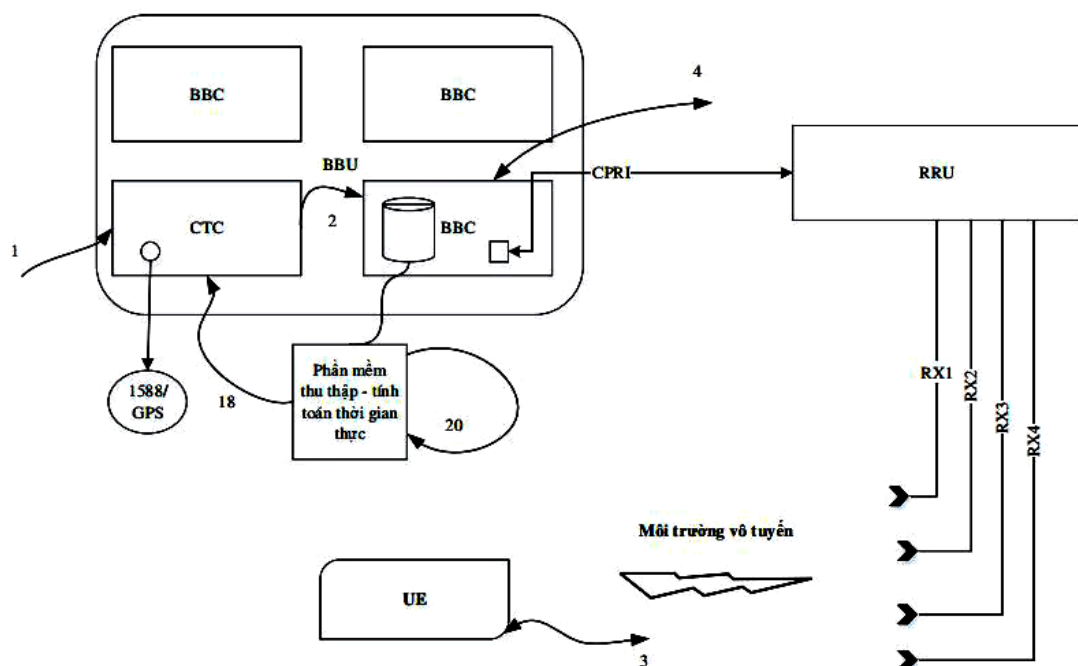 BBC
BBC
4
BBU
CPRI
RRU
CTC
2
BBC
1
1588/
GPS
18
Phần mềm
thu thập - tính
toán thời gian
thực
20
RX1
RX2
RX3
RX4
Môi trường vô tuyến
UE
3